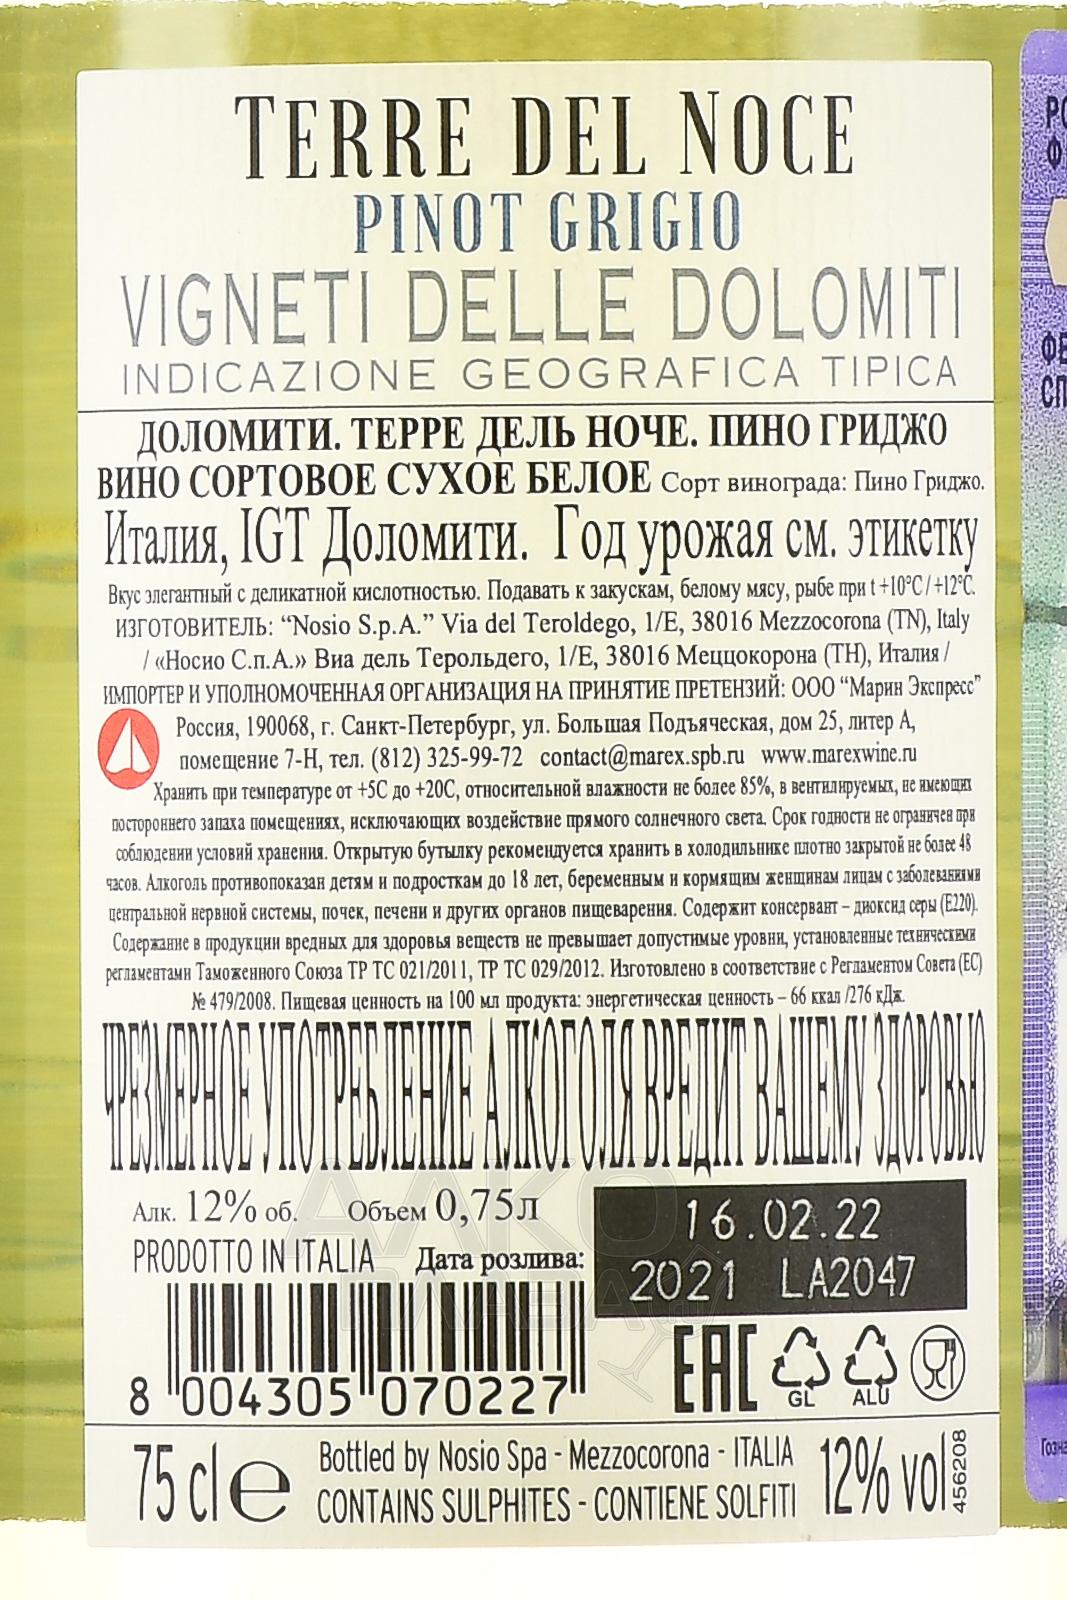 TERRE DEL NOCE
PINOT GRIGIO
VIGNETI DELLE DOLOMITI
INDICAZIONE GEOGRAFICA TIPICA
ДОЛОМИТИ. ТЕРРЕ ДЕЛЬ НОЧЕ. ПИНО ГРИДЖО
ВИНО СОРТОВОЕ СУХОЕ БЕЛОЕ Сорт винограда: Пино Гриджо.
Италия, IGT Доломити. Год урожая см. этикетку
Вкус элегантный с деликатной кислотностью. Подавать к закускам, белому мясу, рыбе при t +10°C / +12°C.
ИЗГОТОВИТЕЛЬ: “Nosio S.p.A.” Via del Teroldego, 1/E, 38016 Mezzocorona (TN), Italy
/ «Носио С.п.А.» Виа дель Терольдего, 1/Е, 38016 Меццокорона (ТН), Италия /
ИМПОРТЕР И УПОЛНОМОЧЕННАЯ ОРГАНИЗАЦИЯ НА ПРИНЯТИЕ ПРЕТЕНЗИЙ: ООО “Марин Экспресс”
Россия, 190068, г. Санкт-Петербург, ул. Большая Подъяческая, дом 25, литер А,
помещение 7-Н, тел. (812) 325-99-72 contact@marex.spb.ru www.marexwine.ru
Хранить при температуре от +5С до +20С, относительной влажности не более 85%, в вентилируемых, не имеющих
постороннего запаха помещениях, исключающих воздействие прямого солнечного света. Срок годности не ограничен при
соблюдении условий хранения. Открытую бутылку рекомендуется хранить в холодильнике плотно закрытой не более 48
часов. Алкоголь противопоказан детям и подросткам до 18 лет, беременным и кормящим женщинам лицам с заболеваниями
центральной нервной системы, почек, печени и других органов пищеварения. Содержит консервант – диоксид серы (Е220).
Содержание в продукции вредных для здоровья веществ не превышает допустимые уровни, установленные техническими
регламентами Таможенного Союза ТР ТС 021/2011, ТР ТС 029/2012. Изготовлено в соответствие с Регламентом Совета (ЕС)
№ 479/2008. Пищевая ценность на 100 мл продукта: энергетическая ценность – 66 ккал /276 кДж.
ЧРЕЗМЕРНОЕ УПОТРЕБЛЕНИЕ АЛКОГОЛЯ ВРЕДИТ ВАШЕМУ ЗДОРОВЬЮ
Алк. 12% об. Объем 0,75л
PRODOTTO IN ITALIA Дата розлива:
16.02.22
2021 LA2047
8 004305 070227
EAC
GL
ALU
75 cl e
Bottled by Nosio Spa - Mezzocorona - ITALIA
CONTAINS SULPHITES - CONTIENE SOLFITI
12% vol
456208